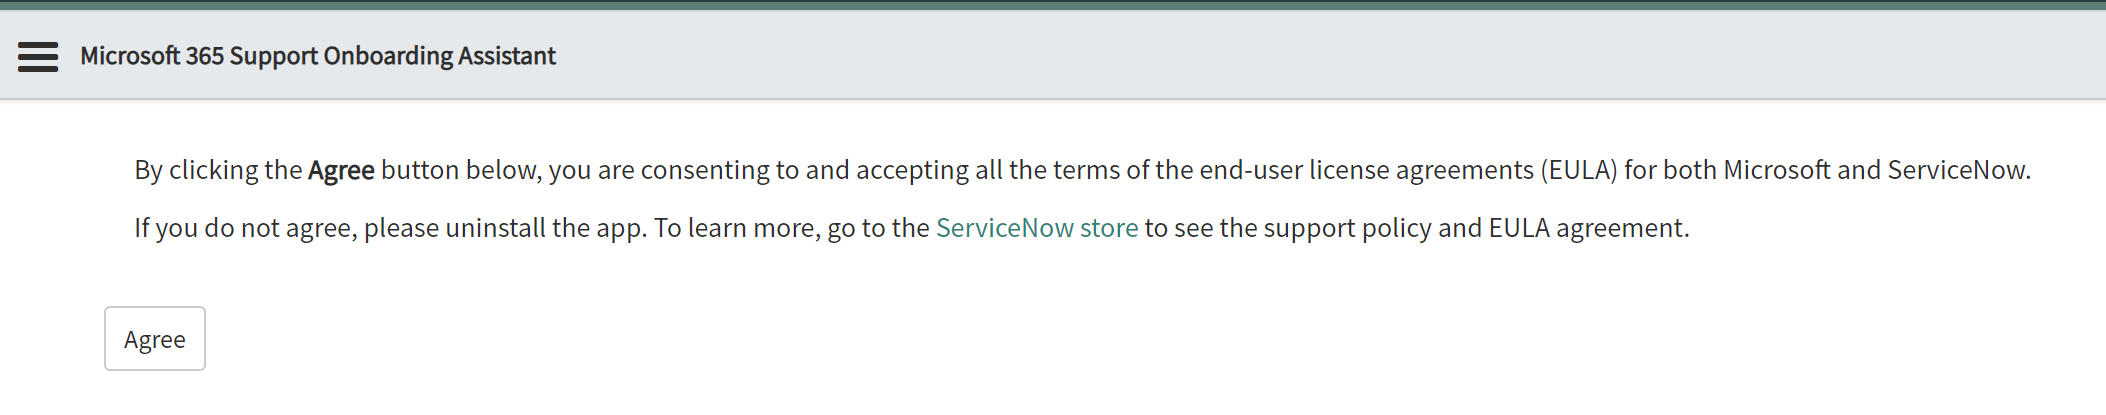 Microsoft 365 Support Onboarding Assistant
By clicking the Agree button below, you are consenting to and accepting all the terms of the end-user license agreements (EULA) for both Microsoft and ServiceNow.
If you do not agree, please uninstall the app. To learn more, go to the ServiceNow store to see the support policy and EULA agreement.
Agree